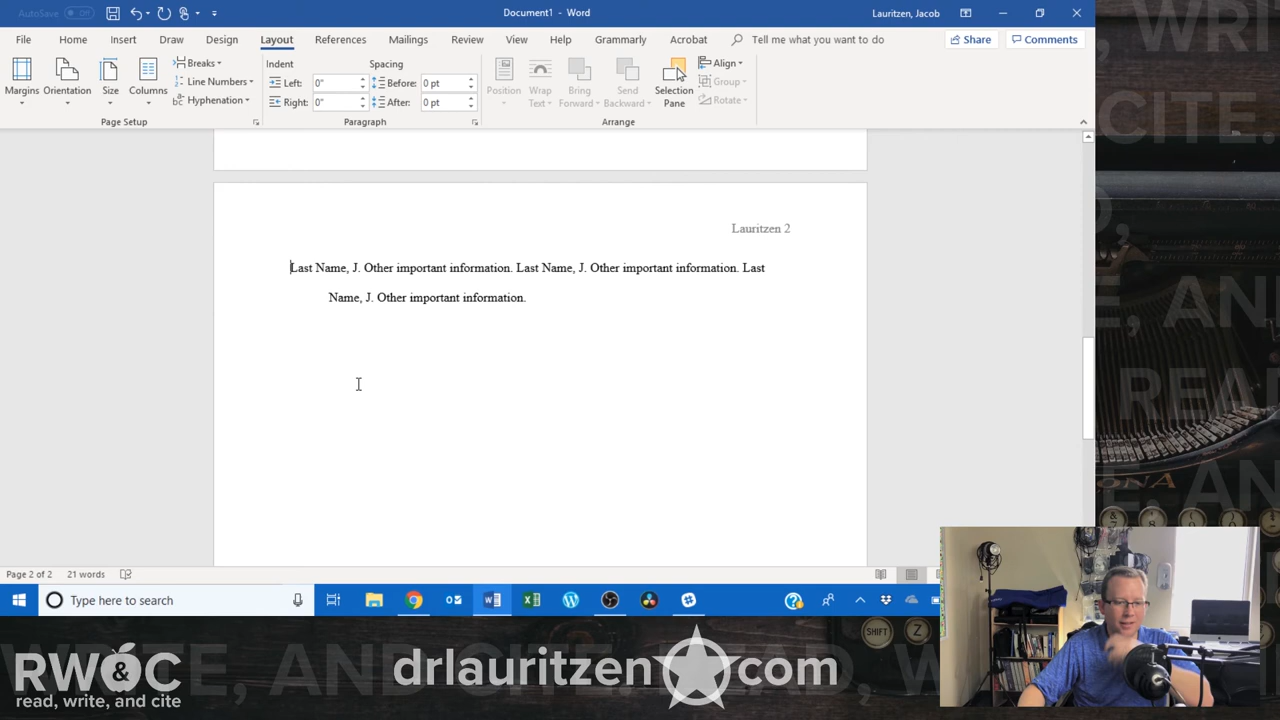 AutoSave Off
Document1 - Word
Lauritzen, Jacob
File Home Insert Draw Design Layout References Mailings Review View Help Grammarly Acrobat Tell me what you want to do Share Comments
Margins
Orientation
Size
Columns
Breaks
Line Numbers
Hyphenation
Page Setup
Indent
Left: 0"
Right: 0"
Spacing
Before: 0 pt
After: 0 pt
Paragraph
Position
Wrap
Text
Bring
Forward
Send
Backward
Selection
Pane
Align
Group
Rotate
Arrange
Lauritzen 2
Last Name, J. Other important information. Last Name, J. Other important information. Last
Name, J. Other important information.
Page 2 of 2 21 words
Type here to search
RW&C
read, write, and cite
drlauritzen com
SHIFT
Z